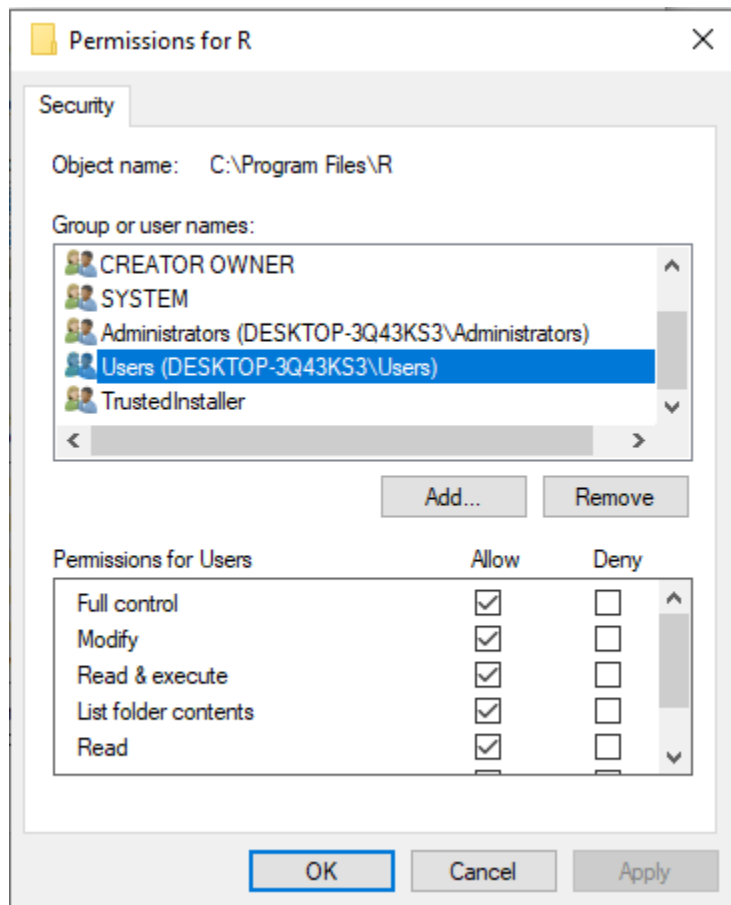 Permissions for R
Security
Object name: C:\Program Files\R
Group or user names:
CREATOR OWNER
SYSTEM
Administrators (DESKTOP-3Q43KS3\Administrators)
Users (DESKTOP-3Q43KS3\Users)
TrustedInstaller
Add... Remove
Permissions for Users Allow Deny
Full control
Modify
Read & execute
List folder contents
Read
OK Cancel Apply